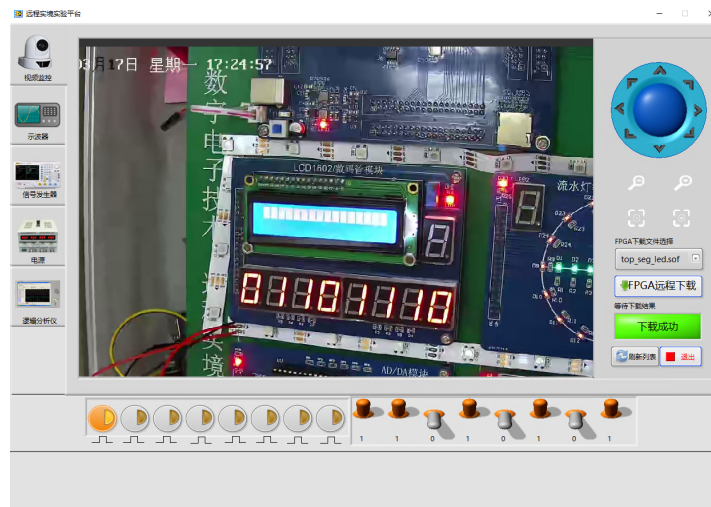 远程实境实验平台
视频监控
示波器
信号发生器
电源
逻辑分析仪
03月17日 星期一 17:24:57
数字电子技术 远程实境
LCD1602/数码管模块
流水灯
01101110
AD/DA模块
FPGA下载文件选择
top_seg_led.sof
FPGA远程下载
等待下载结果
下载成功
刷新列表
退出
1 1 0 1 0 1 0 1